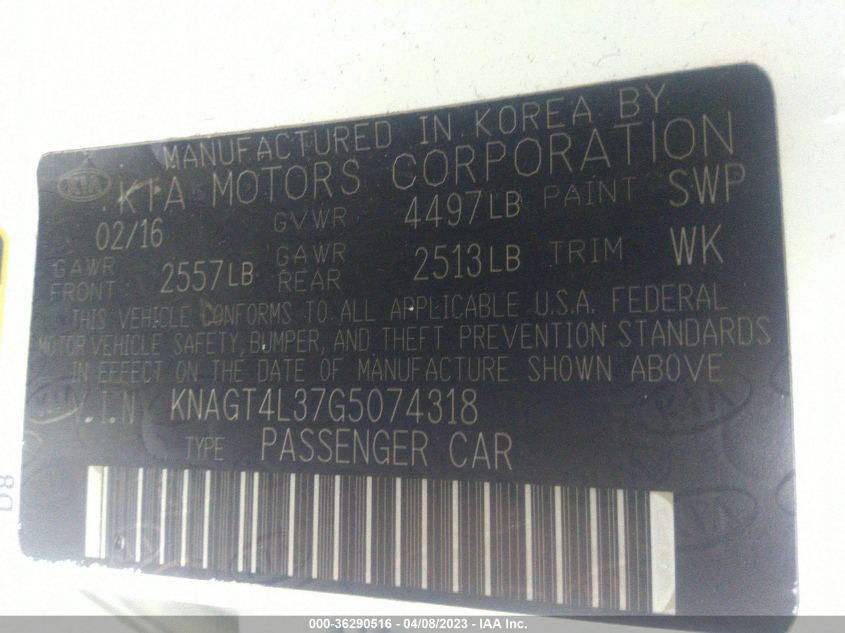 MANUFACTURED IN KOREA BY
KIA
KIA MOTORS CORPORATION
02/16 GVWR 4497LB PAINT SWP
GAWR FRONT 2557LB GAWR REAR 2513LB TRIM WK
THIS VEHICLE CONFORMS TO ALL APPLICABLE U.S.A. FEDERAL
MOTOR VEHICLE SAFETY, BUMPER, AND THEFT PREVENTION STANDARDS
IN EFFECT ON THE DATE OF MANUFACTURE SHOWN ABOVE
V.I.N KNAGT4L37G5074318
TYPE PASSENGER CAR
D8
000-36290516 - 04/08/2023 - IAA Inc.